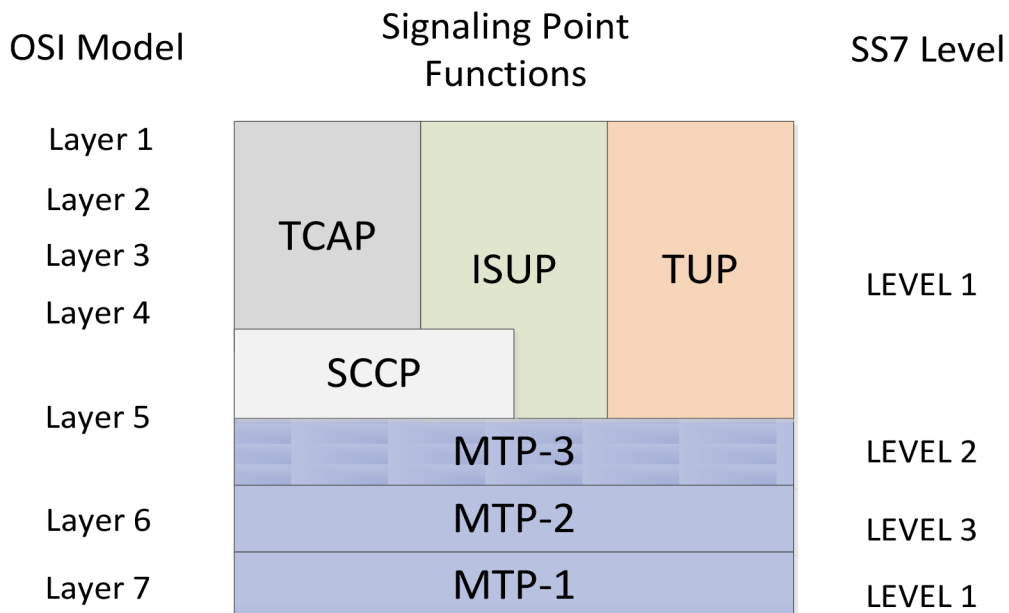 OSI Model
Signaling Point
Functions
SS7 Level
Layer 1
Layer 2
TCAP
Layer 3
ISUP
TUP
LEVEL 1
Layer 4
SCCP
Layer 5
MTP-3
LEVEL 2
Layer 6
MTP-2
LEVEL 3
Layer 7
MTP-1
LEVEL 1